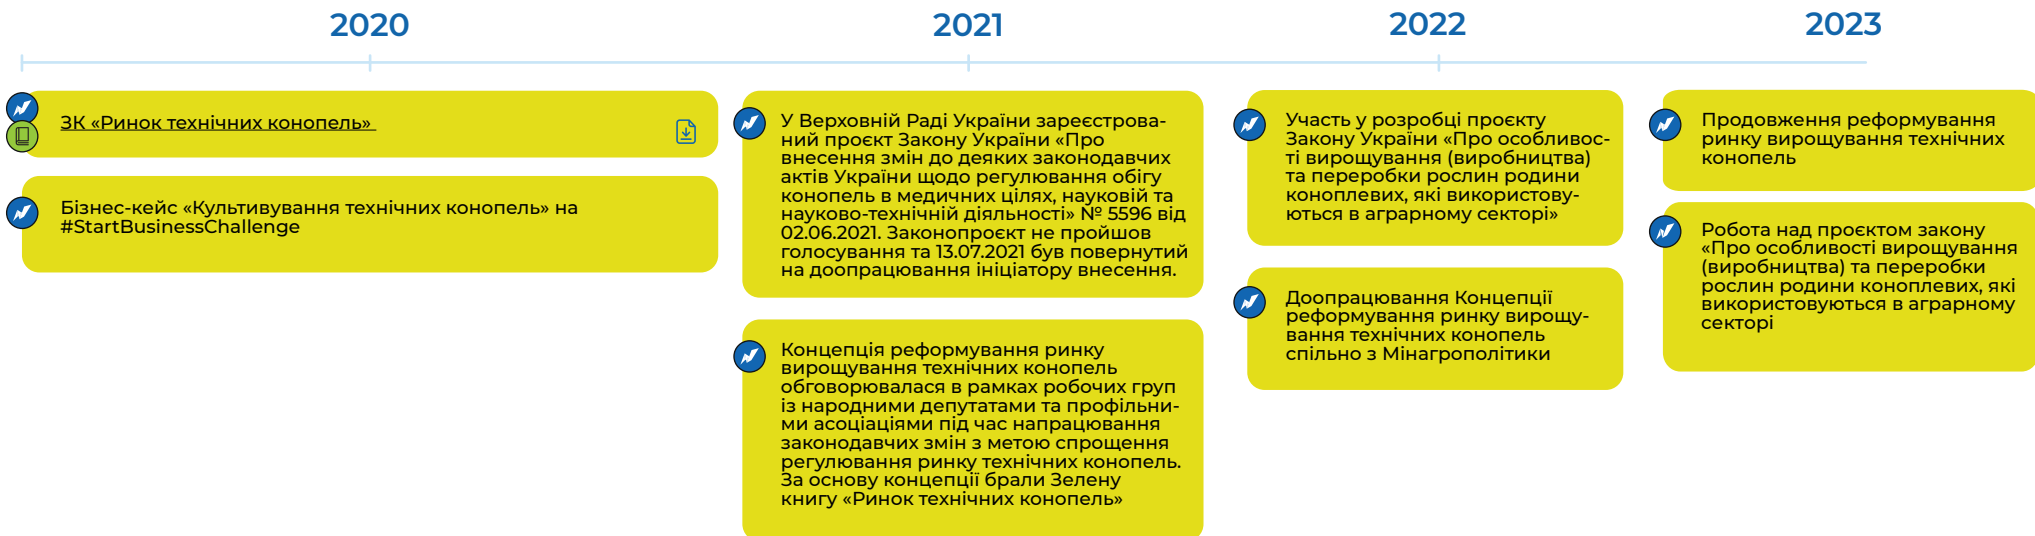 2020
ЗК «Ринок технічних конопель»
Бізнес-кейс «Культивування технічних конопель» на
#StartBusinessChallenge
2021
У Верховній Раді України зареєстрова-
ний проєкт Закону України «Про
внесення змін до деяких законодавчих
актів України щодо регулювання обігу
конопель в медичних цілях, науковій та
науково-технічній діяльності» № 5596 від
02.06.2021. Законопроєкт не пройшов
голосування та 13.07.2021 був повернутий
на доопрацювання ініціатору внесення.
Концепція реформування ринку
вирощування технічних конопель
обговорювалася в рамках робочих груп
із народними депутатами та профільни-
ми асоціаціями під час напрацювання
законодавчих змін з метою спрощення
регулювання ринку технічних конопель.
За основу концепції брали Зелену
книгу «Ринок технічних конопель»
2022
Участь у розробці проєкту
Закону України «Про особливос-
ті вирощування (виробництва)
та переробки рослин родини
коноплевих, які використову-
ються в аграрному секторі»
Доопрацювання Концепції
реформування ринку вирощу-
вання технічних конопель
спільно з Мінагрополітики
2023
Продовження реформування
ринку вирощування технічних
конопель
Робота над проєктом закону
«Про особливості вирощування
(виробництва) та переробки
рослин родини коноплевих, які
використовуються в аграрному
секторі